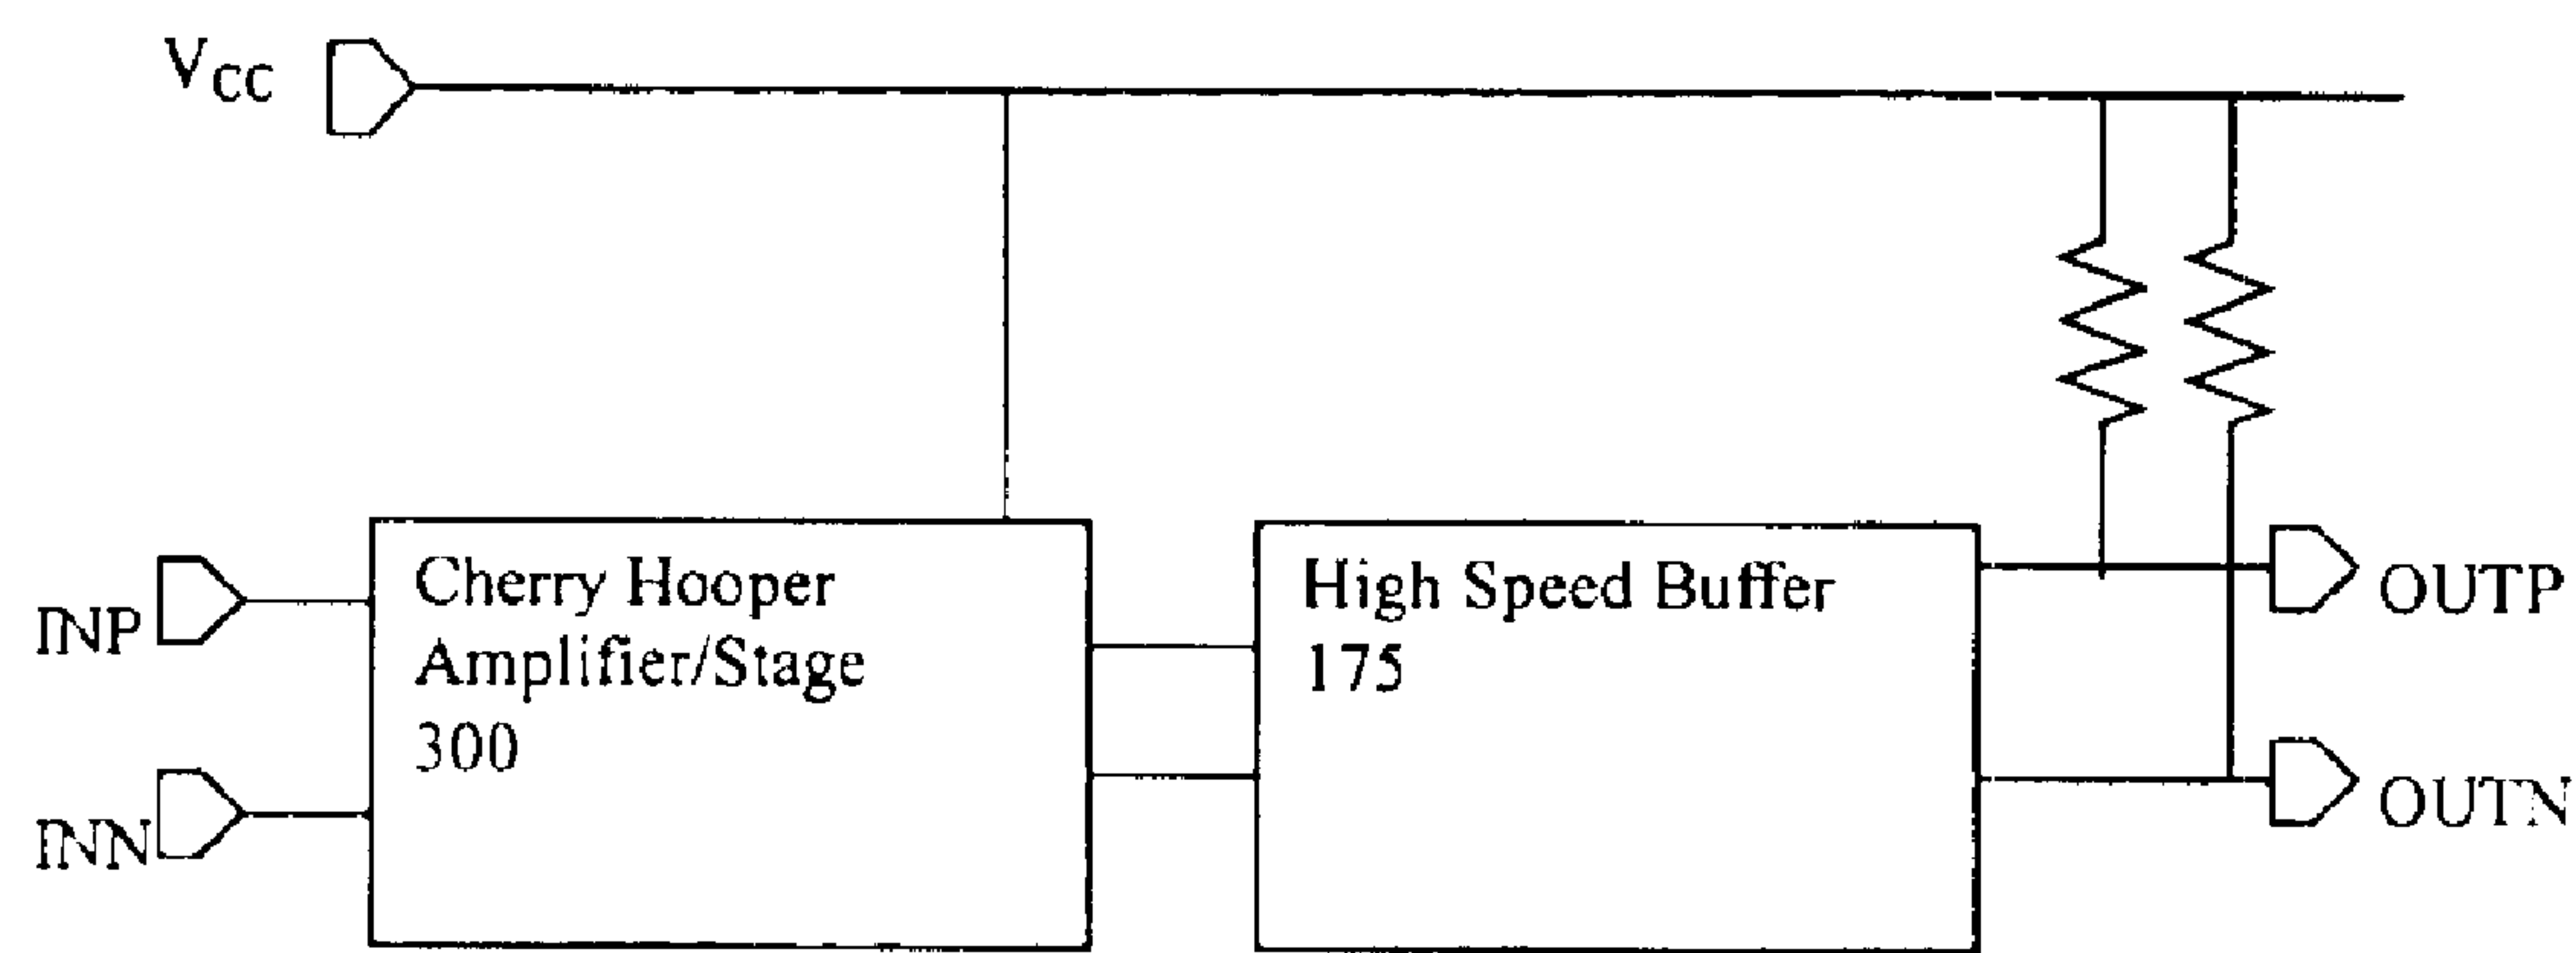 VCC
INP
INN
Cherry Hooper
Amplifier/Stage
300
High Speed Buffer
175
OUTP
OUTN